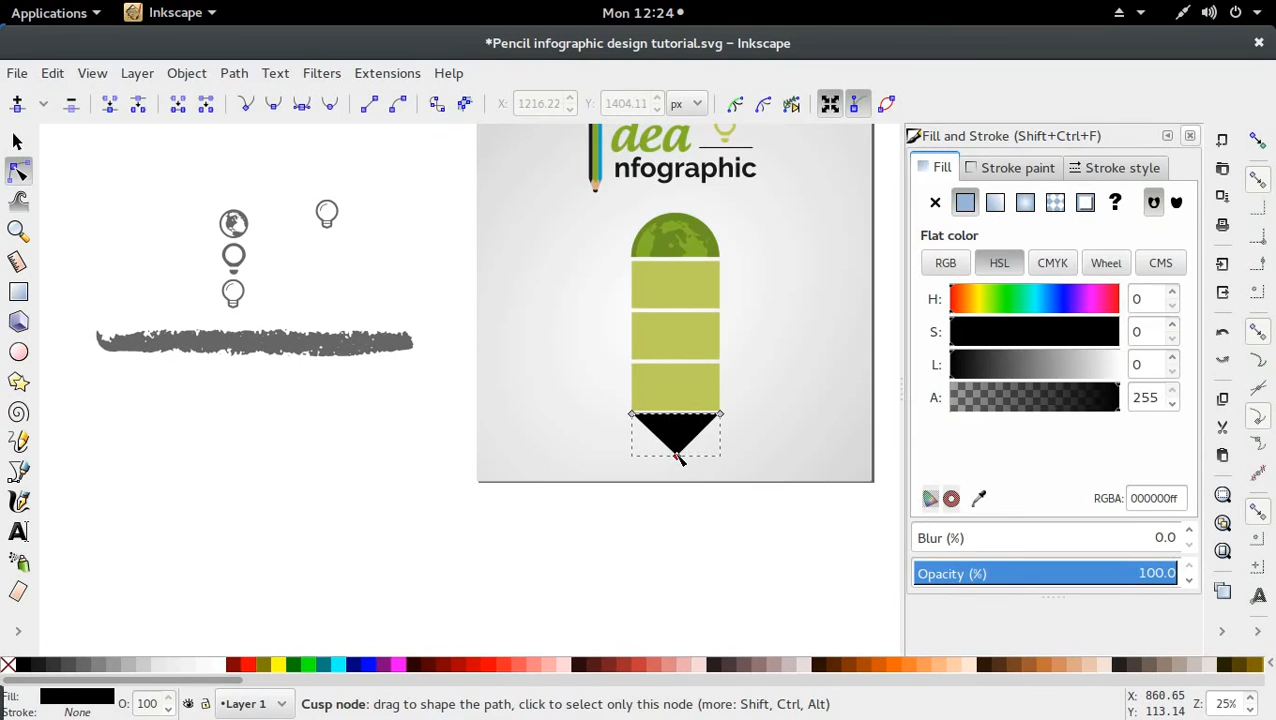 Applications
Inkscape
Mon 12:24
*Pencil infographic design tutorial.svg – Inkscape
File Edit View Layer Object Path Text Filters Extensions Help
X: 1216.22 Y: 1404.11 px
Fill and Stroke (Shift+Ctrl+F)
Fill Stroke paint Stroke style
dea
nfographic
?
Flat color
RGB HSL CMYK Wheel CMS
H: 0
S: 0
L: 0
A: 255
RGBA: 000000ff
Blur (%) 0.0
Opacity (%) 100.0
A
Fill:
Stroke: None
O: 100
•Layer 1
Cusp node: drag to shape the path, click to select only this node (more: Shift, Ctrl, Alt)
X: 860.65
Y: 113.14
Z: 25%